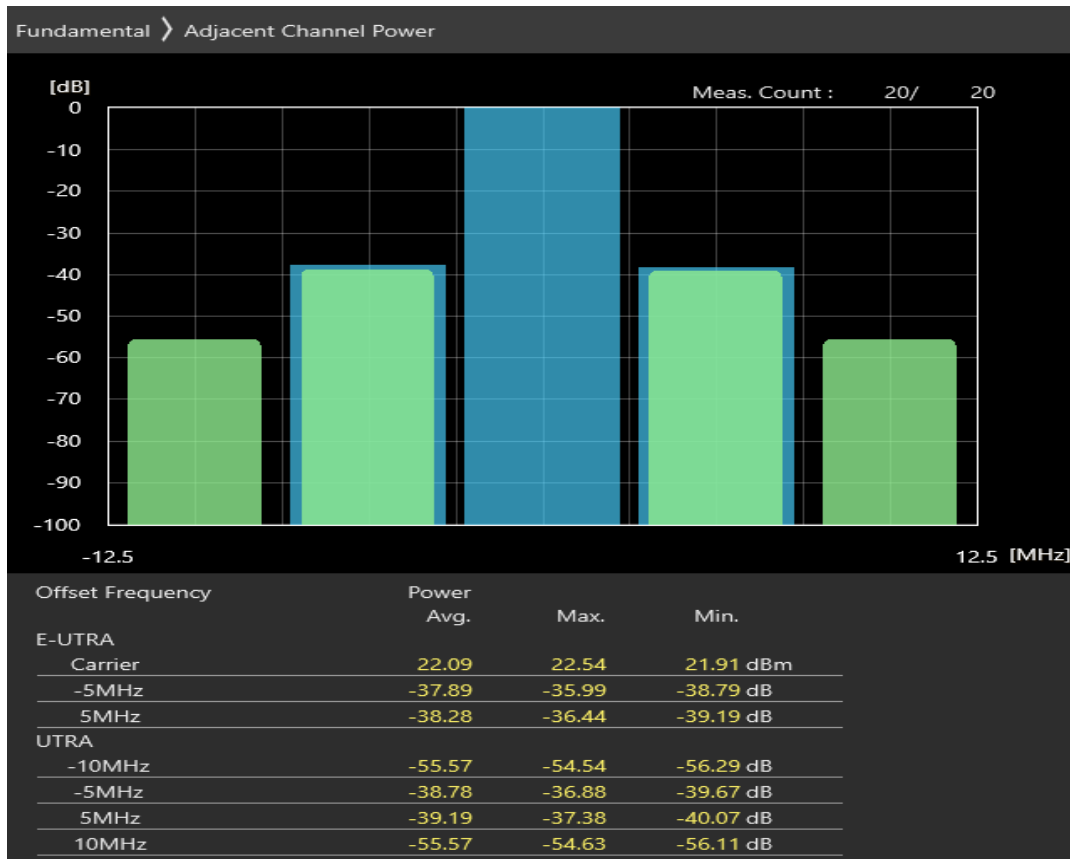 Fundamental ❯ Adjacent Channel Power
[dB]
Meas. Count : 20/ 20
0
-10
-20
-30
-40
-50
-60
-70
-80
-90
-100
-12.5 12.5 [MHz]
Offset Frequency Power
Avg. Max. Min.
E-UTRA
Carrier 22.09 22.54 21.91 dBm
-5MHz -37.89 -35.99 -38.79 dB
5MHz -38.28 -36.44 -39.19 dB
UTRA
-10MHz -55.57 -54.54 -56.29 dB
-5MHz -38.78 -36.88 -39.67 dB
5MHz -39.19 -37.38 -40.07 dB
10MHz -55.57 -54.63 -56.11 dB